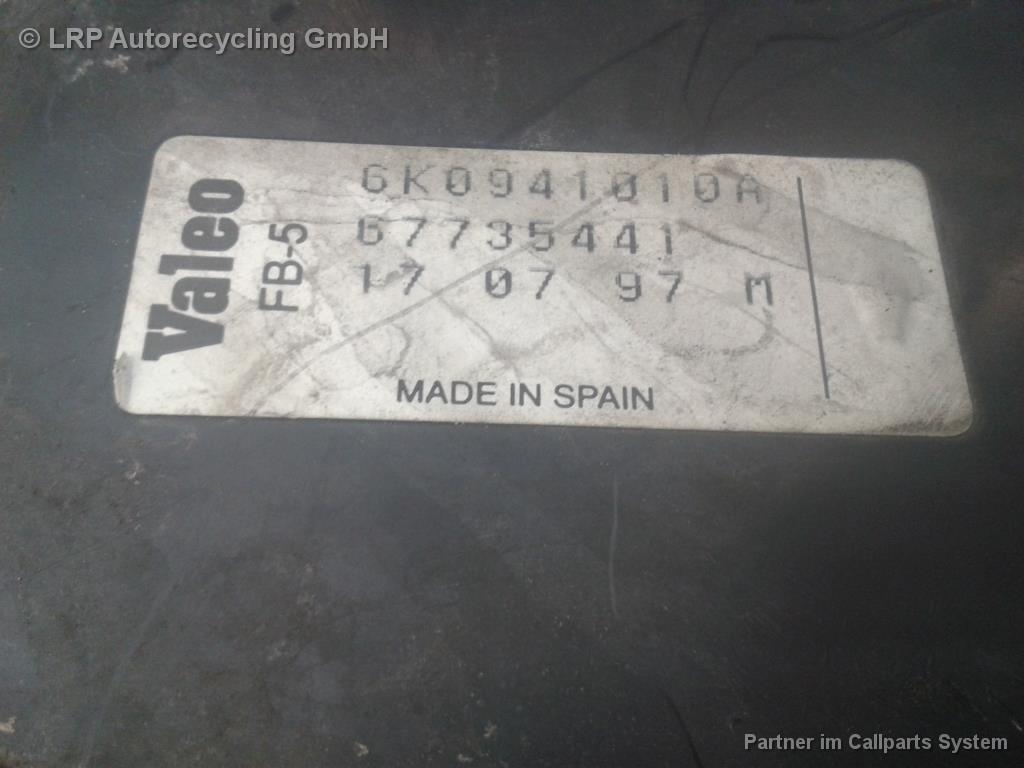 © LRP Autorecycling GmbH
Valeo
FB-5
6K0941010A
67735441
17 07 97 M
MADE IN SPAIN
Partner im Callparts System